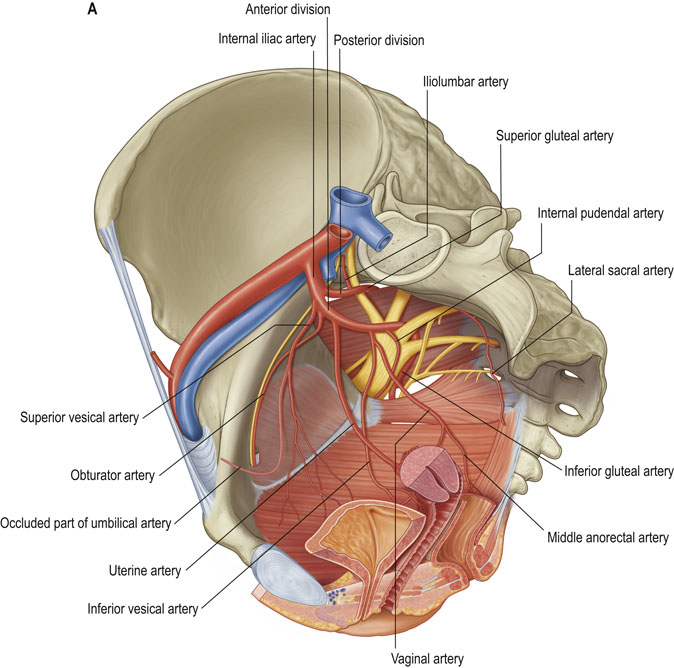 A
Anterior division
Internal iliac artery
Posterior division
Iliolumbar artery
Superior gluteal artery
Internal pudendal artery
Lateral sacral artery
Superior vesical artery
Obturator artery
Inferior gluteal artery
Occluded part of umbilical artery
Middle anorectal artery
Uterine artery
Inferior vesical artery
Vaginal artery